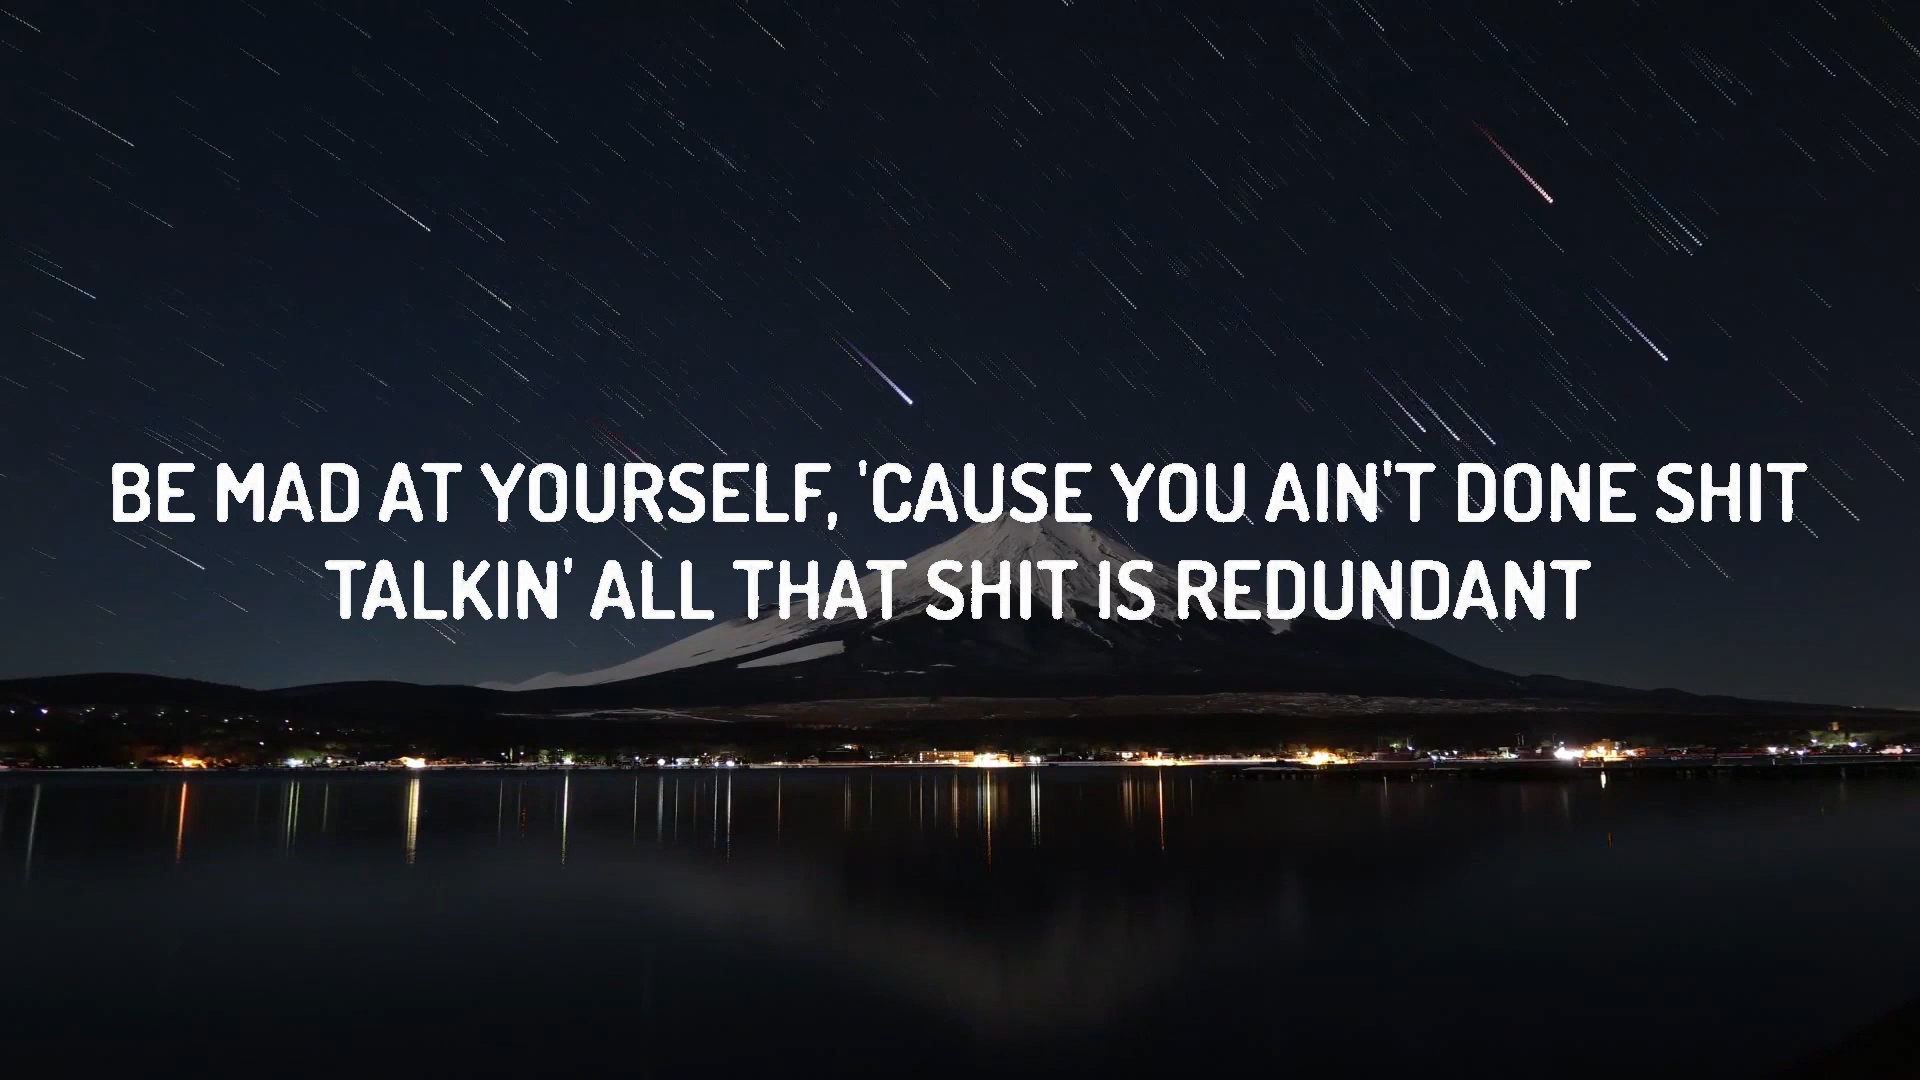 BE MAD AT YOURSELF, 'CAUSE YOU AIN'T DONE SHIT
TALKIN' ALL THAT SHIT IS REDUNDANT